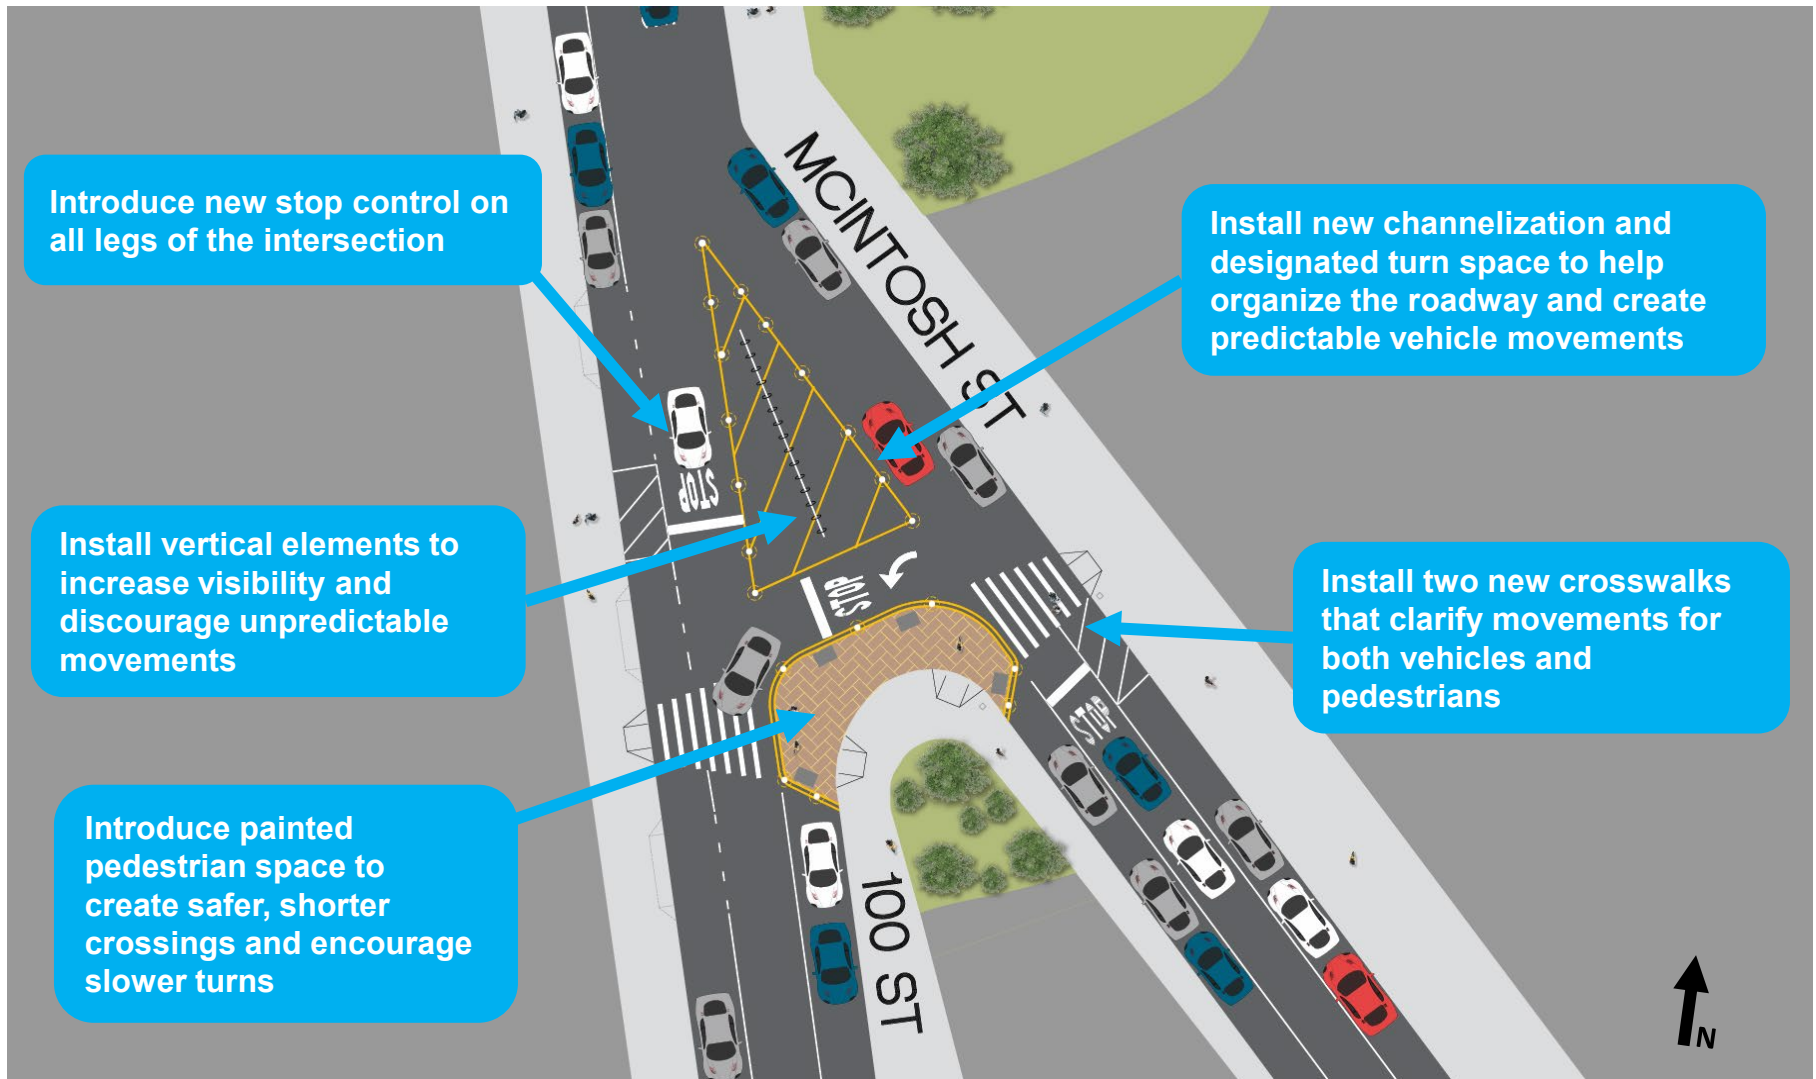 MCINTOSH ST
Introduce new stop control on
all legs of the intersection
Install new channelization and
designated turn space to help
organize the roadway and create
predictable vehicle movements
STOP
Install vertical elements to
increase visibility and
discourage unpredictable
movements
STOP
Install two new crosswalks
that clarify movements for
both vehicles and
pedestrians
STOP
Introduce painted
pedestrian space to
create safer, shorter
crossings and encourage
slower turns
100 ST
N